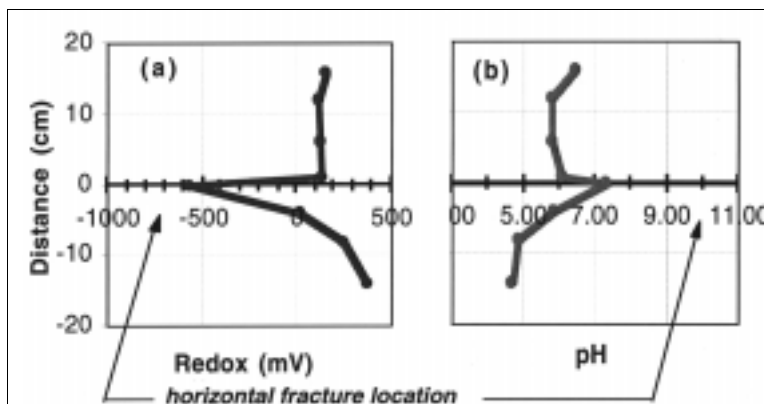 20
(a)
(b)
10
Distance (cm)
0
-1000 -500 0 500
00 5.00 7.00 9.00 11.00
-10
-20
Redox (mV)
pH
horizontal fracture location